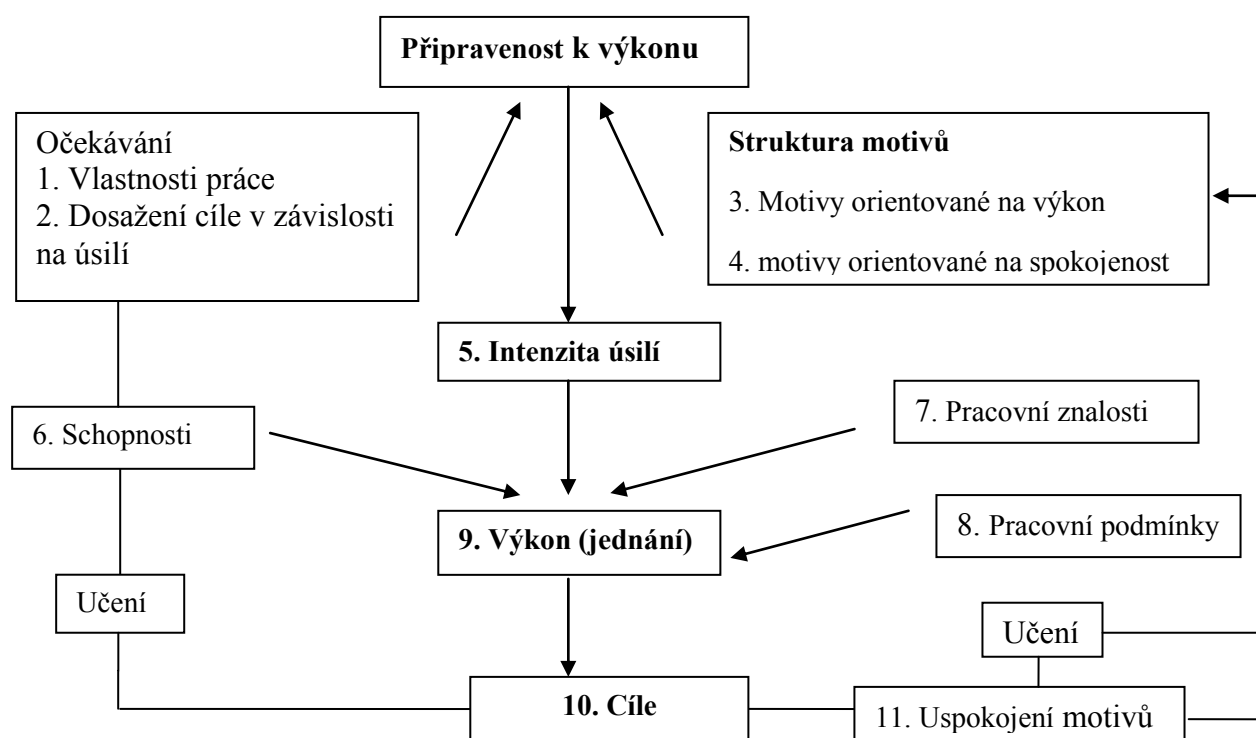 Připravenost k výkonu
Očekávání
1. Vlastnosti práce
2. Dosažení cíle v závislosti
na úsilí
Struktura motivů
3. Motivy orientované na výkon
4. motivy orientované na spokojenost
5. Intenzita úsilí
6. Schopnosti
7. Pracovní znalosti
9. Výkon (jednání)
8. Pracovní podmínky
Učení
Učení
10. Cíle
11. Uspokojení motivů